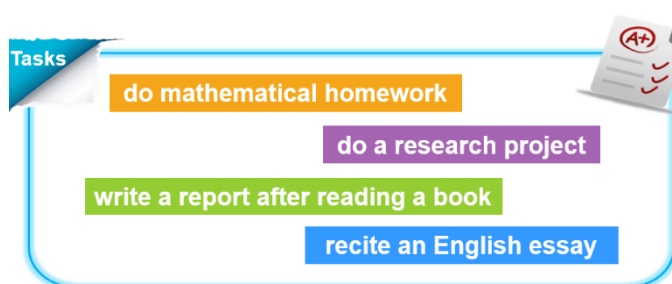 Tasks
A+
do mathematical homework
do a research project
write a report after reading a book
recite an English essay